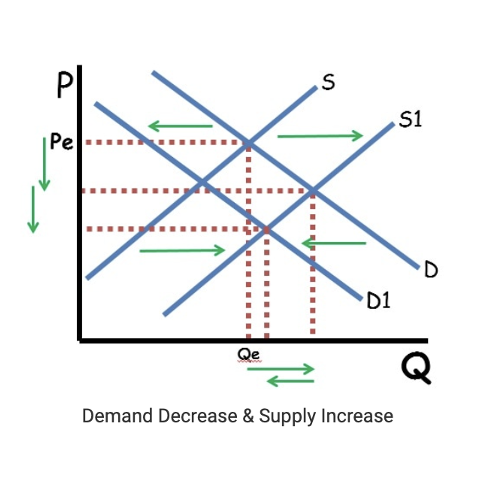 P
S
S1
Pe
D
D1
Qe
Q
Demand Decrease & Supply Increase